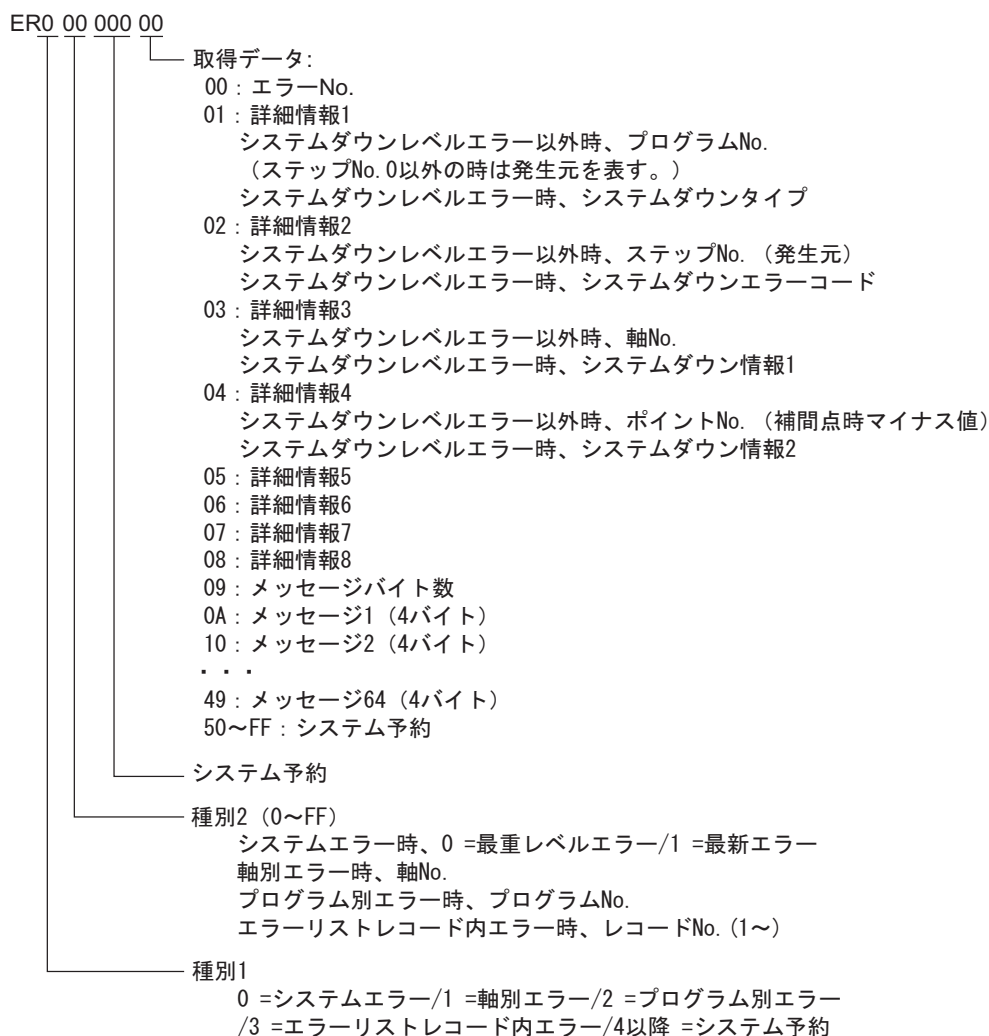 ER0 00 000 00
取得データ:
00：エラーNo.
01：詳細情報1
システムダウンレベルエラー以外時、プログラムNo.
（ステップNo.0以外の時は発生元を表す。）
システムダウンレベルエラー時、システムダウンタイプ
02：詳細情報2
システムダウンレベルエラー以外時、ステップNo.（発生元）
システムダウンレベルエラー時、システムダウンエラーコード
03：詳細情報3
システムダウンレベルエラー以外時、軸No.
システムダウンレベルエラー時、システムダウン情報1
04：詳細情報4
システムダウンレベルエラー以外時、ポイントNo.（補間点時マイナス値）
システムダウンレベルエラー時、システムダウン情報2
05：詳細情報5
06：詳細情報6
07：詳細情報7
08：詳細情報8
09：メッセージバイト数
0A：メッセージ1（4バイト）
10：メッセージ2（4バイト）
・・・
49：メッセージ64（4バイト）
50～FF：システム予約
システム予約
種別2（0～FF）
システムエラー時、0 =最重レベルエラー/1 =最新エラー
軸別エラー時、軸No.
プログラム別エラー時、プログラムNo.
エラーリストレコード内エラー時、レコードNo.(1～)
種別1
0 =システムエラー/1 =軸別エラー/2 =プログラム別エラー
/3 =エラーリストレコード内エラー/4以降 =システム予約